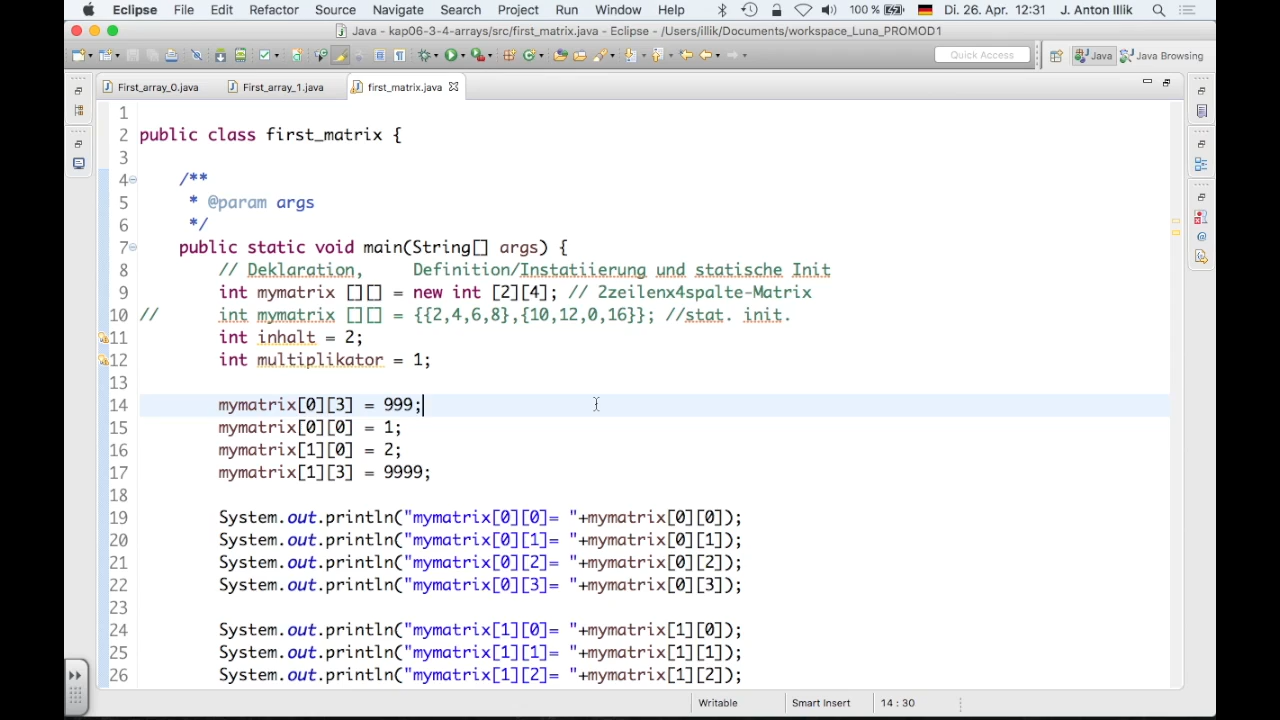 Eclipse File Edit Refactor Source Navigate Search Project Run Window Help 100 % Di. 26. Apr. 12:31 J. Anton Illik
Java - kap06-3-4-arrays/src/first_matrix.java - Eclipse - /Users/illik/Documents/workspace_Luna_PROMOD1
Quick Access Java Java Browsing
First_array_0.java First_array_1.java first_matrix.java
1
2 public class first_matrix {
3
4 /**
5 * @param args
6 */
7 public static void main(String[] args) {
8 // Deklaration, Definition/Instatiierung und statische Init
9 int mymatrix [][] = new int [2][4]; // 2zeilenx4spalte-Matrix
10 // int mymatrix [][] = {{2,4,6,8},{10,12,0,16}}; //stat. init.
11 int inhalt = 2;
12 int multiplikator = 1;
13
14 mymatrix[0][3] = 999;
15 mymatrix[0][0] = 1;
16 mymatrix[1][0] = 2;
17 mymatrix[1][3] = 9999;
18
19 System.out.println("mymatrix[0][0]= "+mymatrix[0][0]);
20 System.out.println("mymatrix[0][1]= "+mymatrix[0][1]);
21 System.out.println("mymatrix[0][2]= "+mymatrix[0][2]);
22 System.out.println("mymatrix[0][3]= "+mymatrix[0][3]);
23
24 System.out.println("mymatrix[1][0]= "+mymatrix[1][0]);
25 System.out.println("mymatrix[1][1]= "+mymatrix[1][1]);
26 System.out.println("mymatrix[1][2]= "+mymatrix[1][2]);
Writable Smart Insert 14 : 30